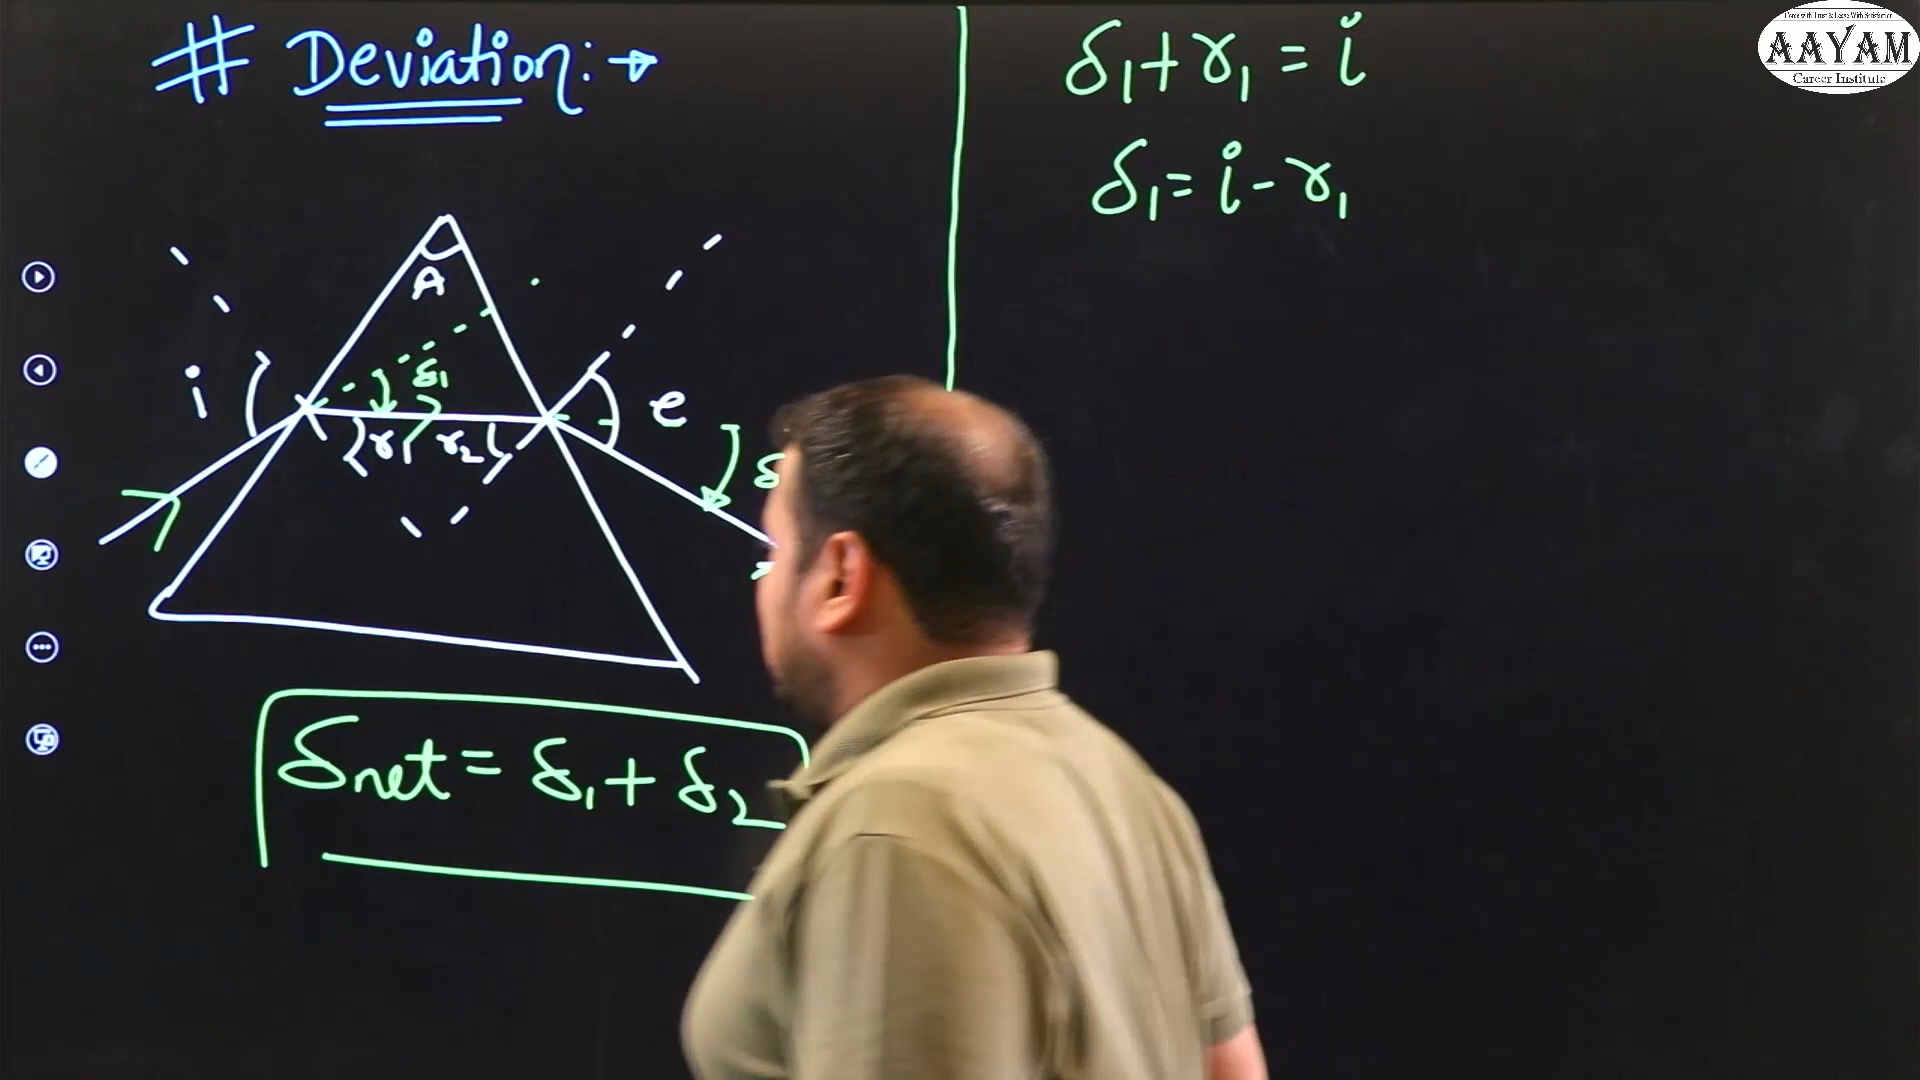 # Deviation:→
A
i
δ₁
r₁
r₂
e
δ
δnet = δ₁ + δ₂
δ₁ + r₁ = i
δ₁ = i - r₁
AAYAM
Career Institute